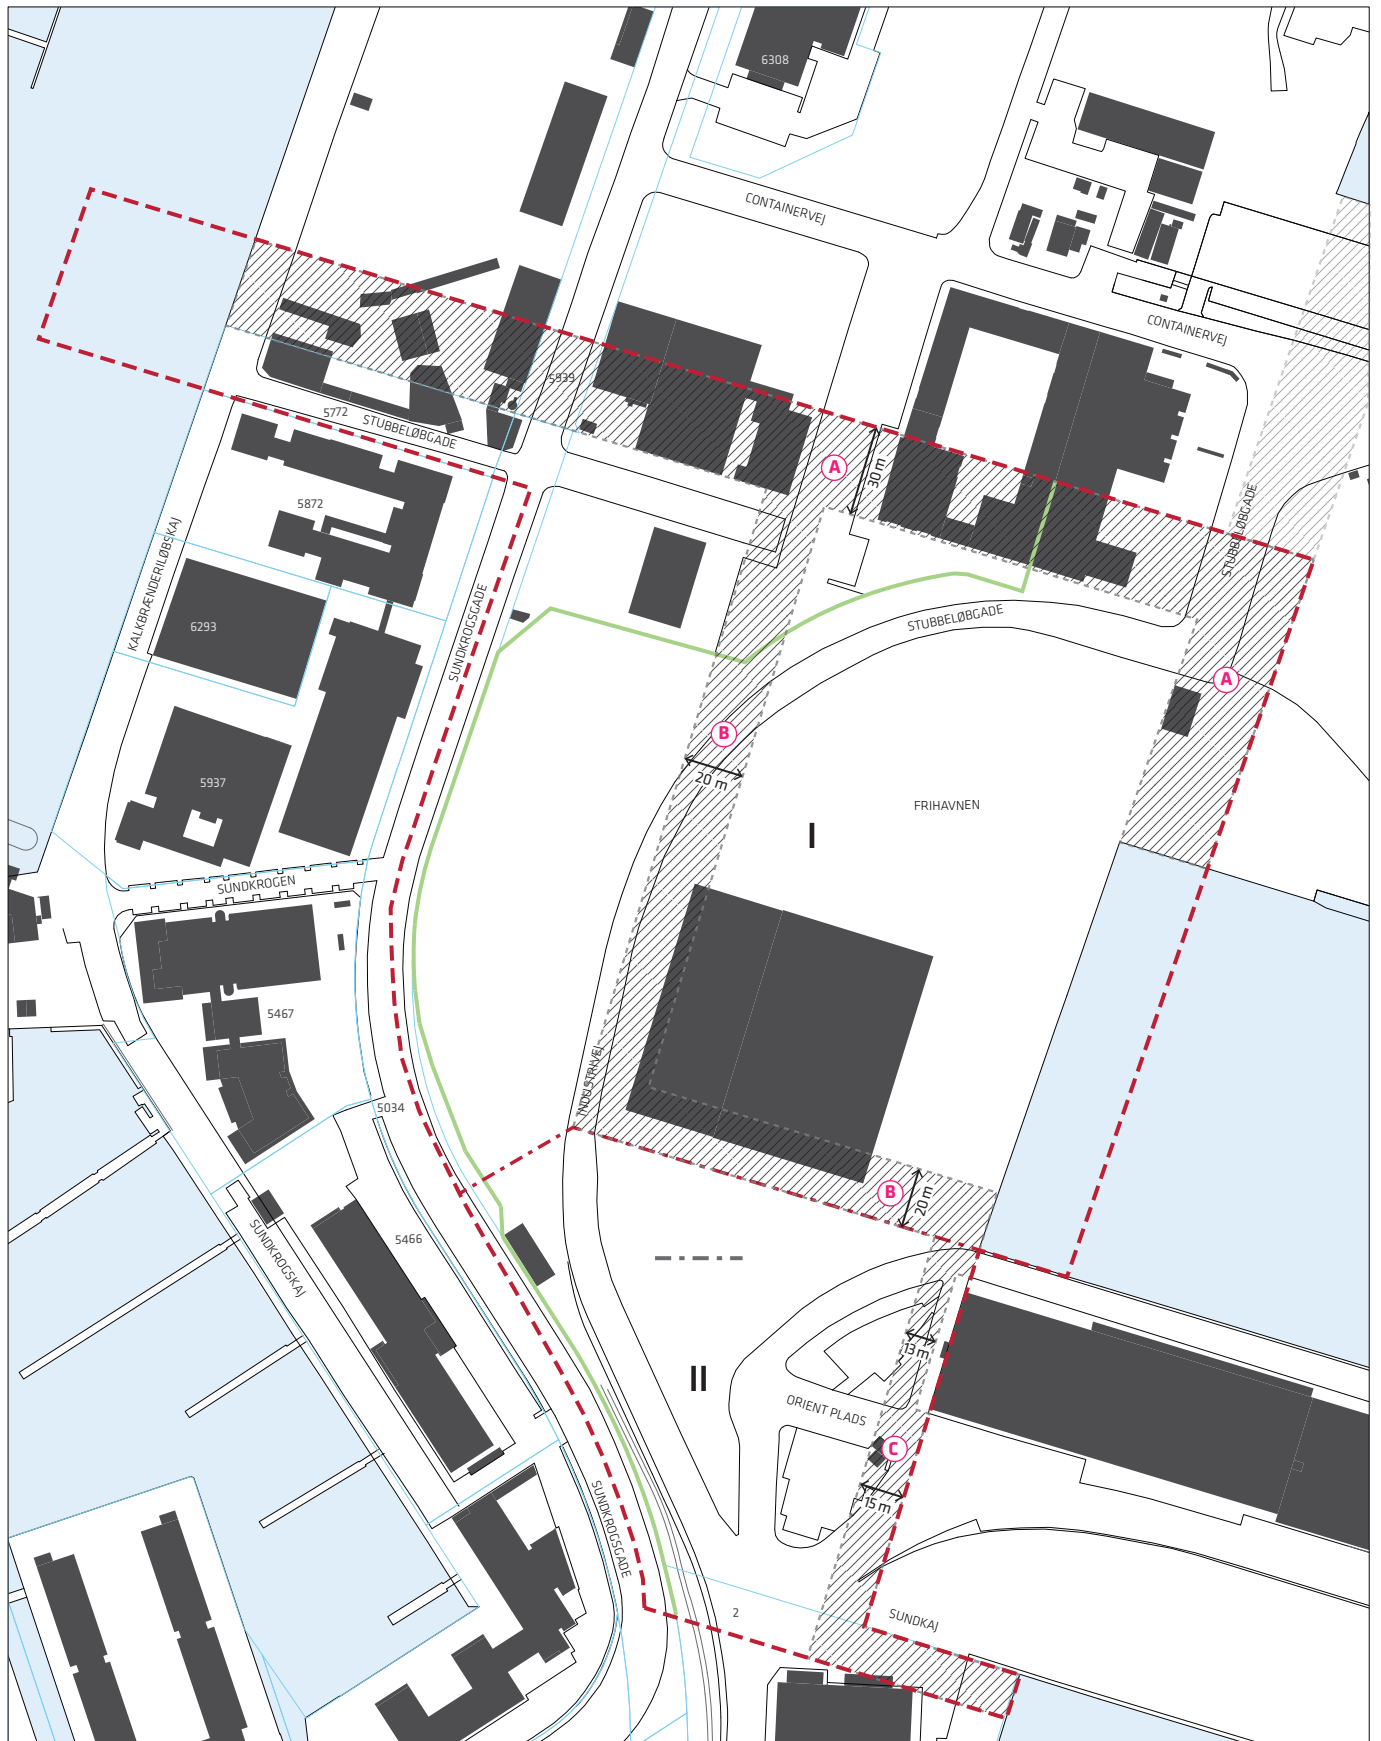 6308
CONTAINERVEJ
CONTAINERVEJ
5939
5772
STUBBELØBGADE
A
30 m
5872
STUBBELØBGADE
KALKBRÆNDERILØBSKAJ
SUNDKROGSGADE
6293
STUBBELØBGADE
A
B
20 m
5937
FRIHAVNEN
I
SUNDKROGEN
5467
INDUSTRIVEJ
5034
B
20 m
SUNDKROGSKAJ
5466
13 m
II
ORIENT PLADS
C
15 m
SUNDKROGSGADE
2
SUNDKAJ